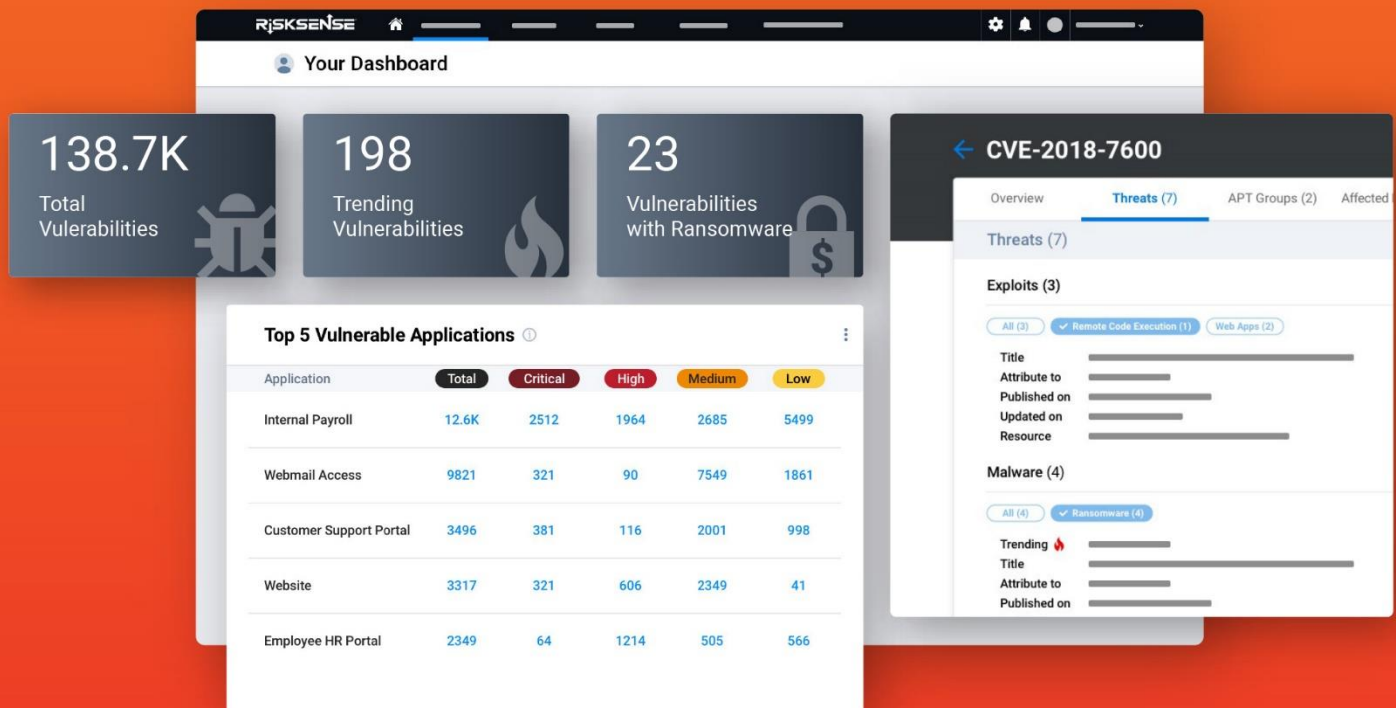 RiSKSENSE
Your Dashboard
138.7K
Total
Vulerabilities
198
Trending
Vulnerabilities
23
Vulnerabilities
with Ransomware
$
Top 5 Vulnerable Applications
Application Total Critical High Medium Low
Internal Payroll 12.6K 2512 1964 2685 5499
Webmail Access 9821 321 90 7549 1861
Customer Support Portal 3496 381 116 2001 998
Website 3317 321 606 2349 41
Employee HR Portal 2349 64 1214 505 566
CVE-2018-7600
Overview Threats (7) APT Groups (2) Affected
Threats (7)
Exploits (3)
All (3) Remote Code Execution (1) Web Apps (2)
Title
Attribute to
Published on
Updated on
Resource
Malware (4)
All (4) Ransomware (4)
Trending
Title
Attribute to
Published on